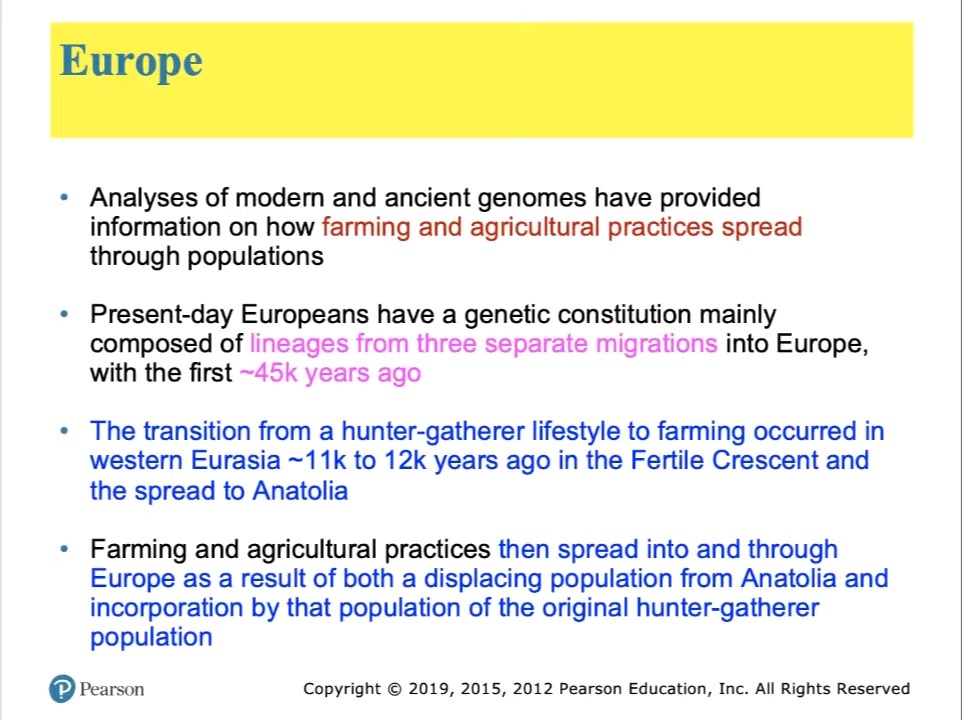 Europe
• Analyses of modern and ancient genomes have provided
information on how farming and agricultural practices spread
through populations
• Present-day Europeans have a genetic constitution mainly
composed of lineages from three separate migrations into Europe,
with the first ~45k years ago
• The transition from a hunter-gatherer lifestyle to farming occurred in
western Eurasia ~11k to 12k years ago in the Fertile Crescent and
the spread to Anatolia
• Farming and agricultural practices then spread into and through
Europe as a result of both a displacing population from Anatolia and
incorporation by that population of the original hunter-gatherer
population
P Pearson
Copyright © 2019, 2015, 2012 Pearson Education, Inc. All Rights Reserved